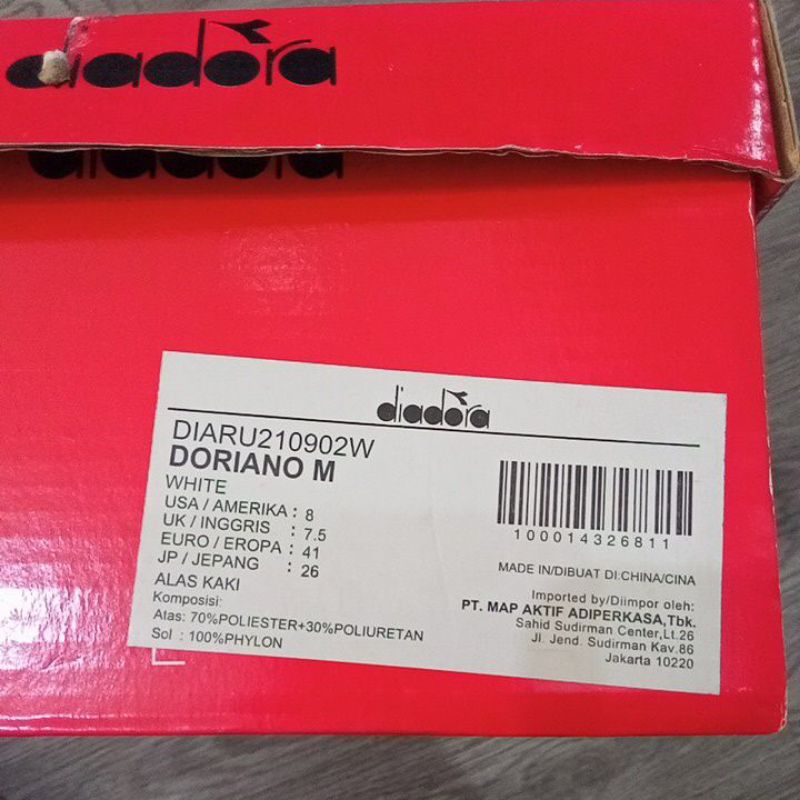 diadora
diadora
diadora
DIARU210902W
DORIANO M
WHITE
USA / AMERIKA : 8
UK / INGGRIS : 7.5
EURO / EROPA : 41
JP / JEPANG : 26
ALAS KAKI
Komposisi:
Atas: 70%POLIESTER+30%POLIURETAN
Sol : 100%PHYLON
100014326811
MADE IN/DIBUAT DI:CHINA/CINA
Imported by/Diimpor oleh:
PT. MAP AKTIF ADIPERKASA,Tbk.
Sahid Sudirman Center,Lt.26
Jl. Jend. Sudirman Kav.86
Jakarta 10220